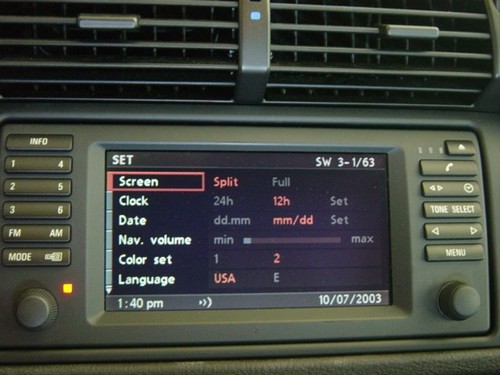 INFO
1 4
2 5
3 6
FM AM
MODE
SET SW 3-1/63
Screen Split Full
Clock 24h 12h Set
Date dd.mm mm/dd Set
Nav. volume min max
Color set 1 2
Language USA E
1:40 pm 10/07/2003
TONE SELECT
MENU